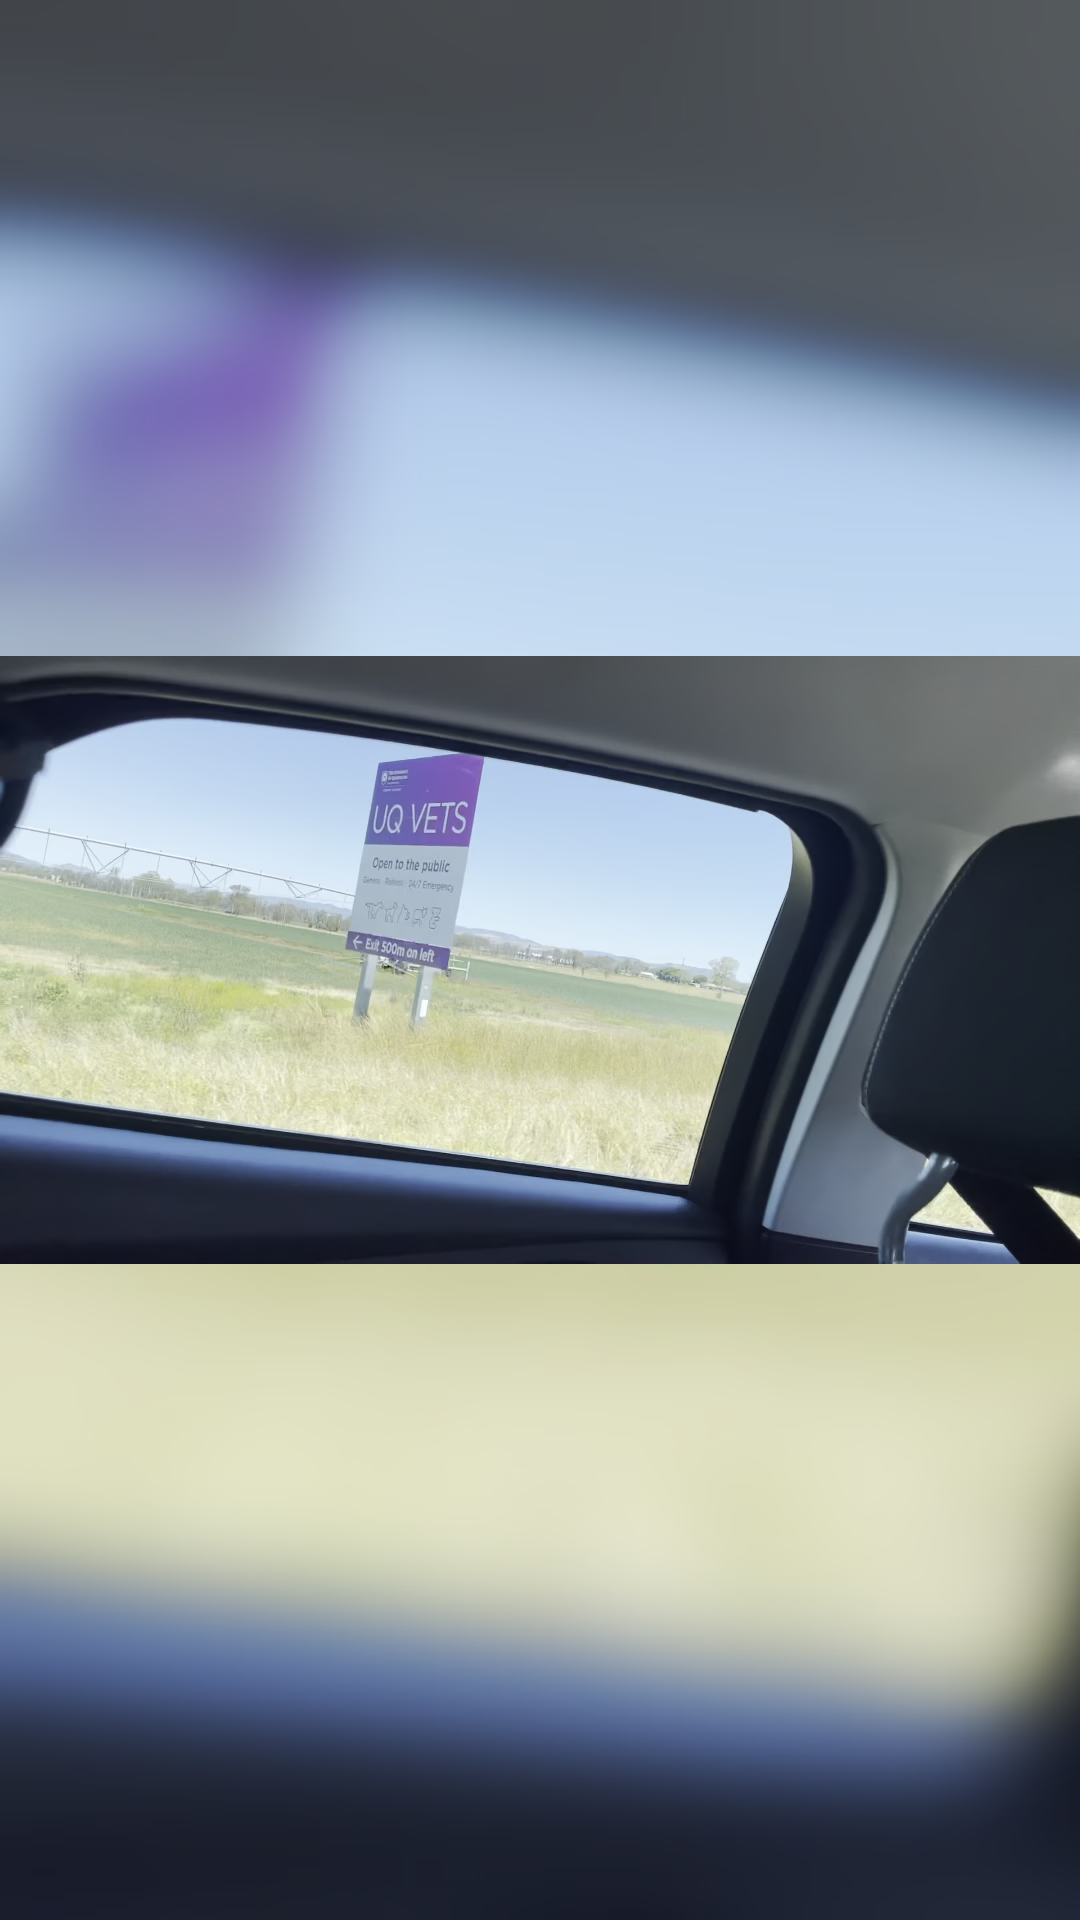 UQ VETS
Open to the public
24/7 Emergency
← Exit 500m on left